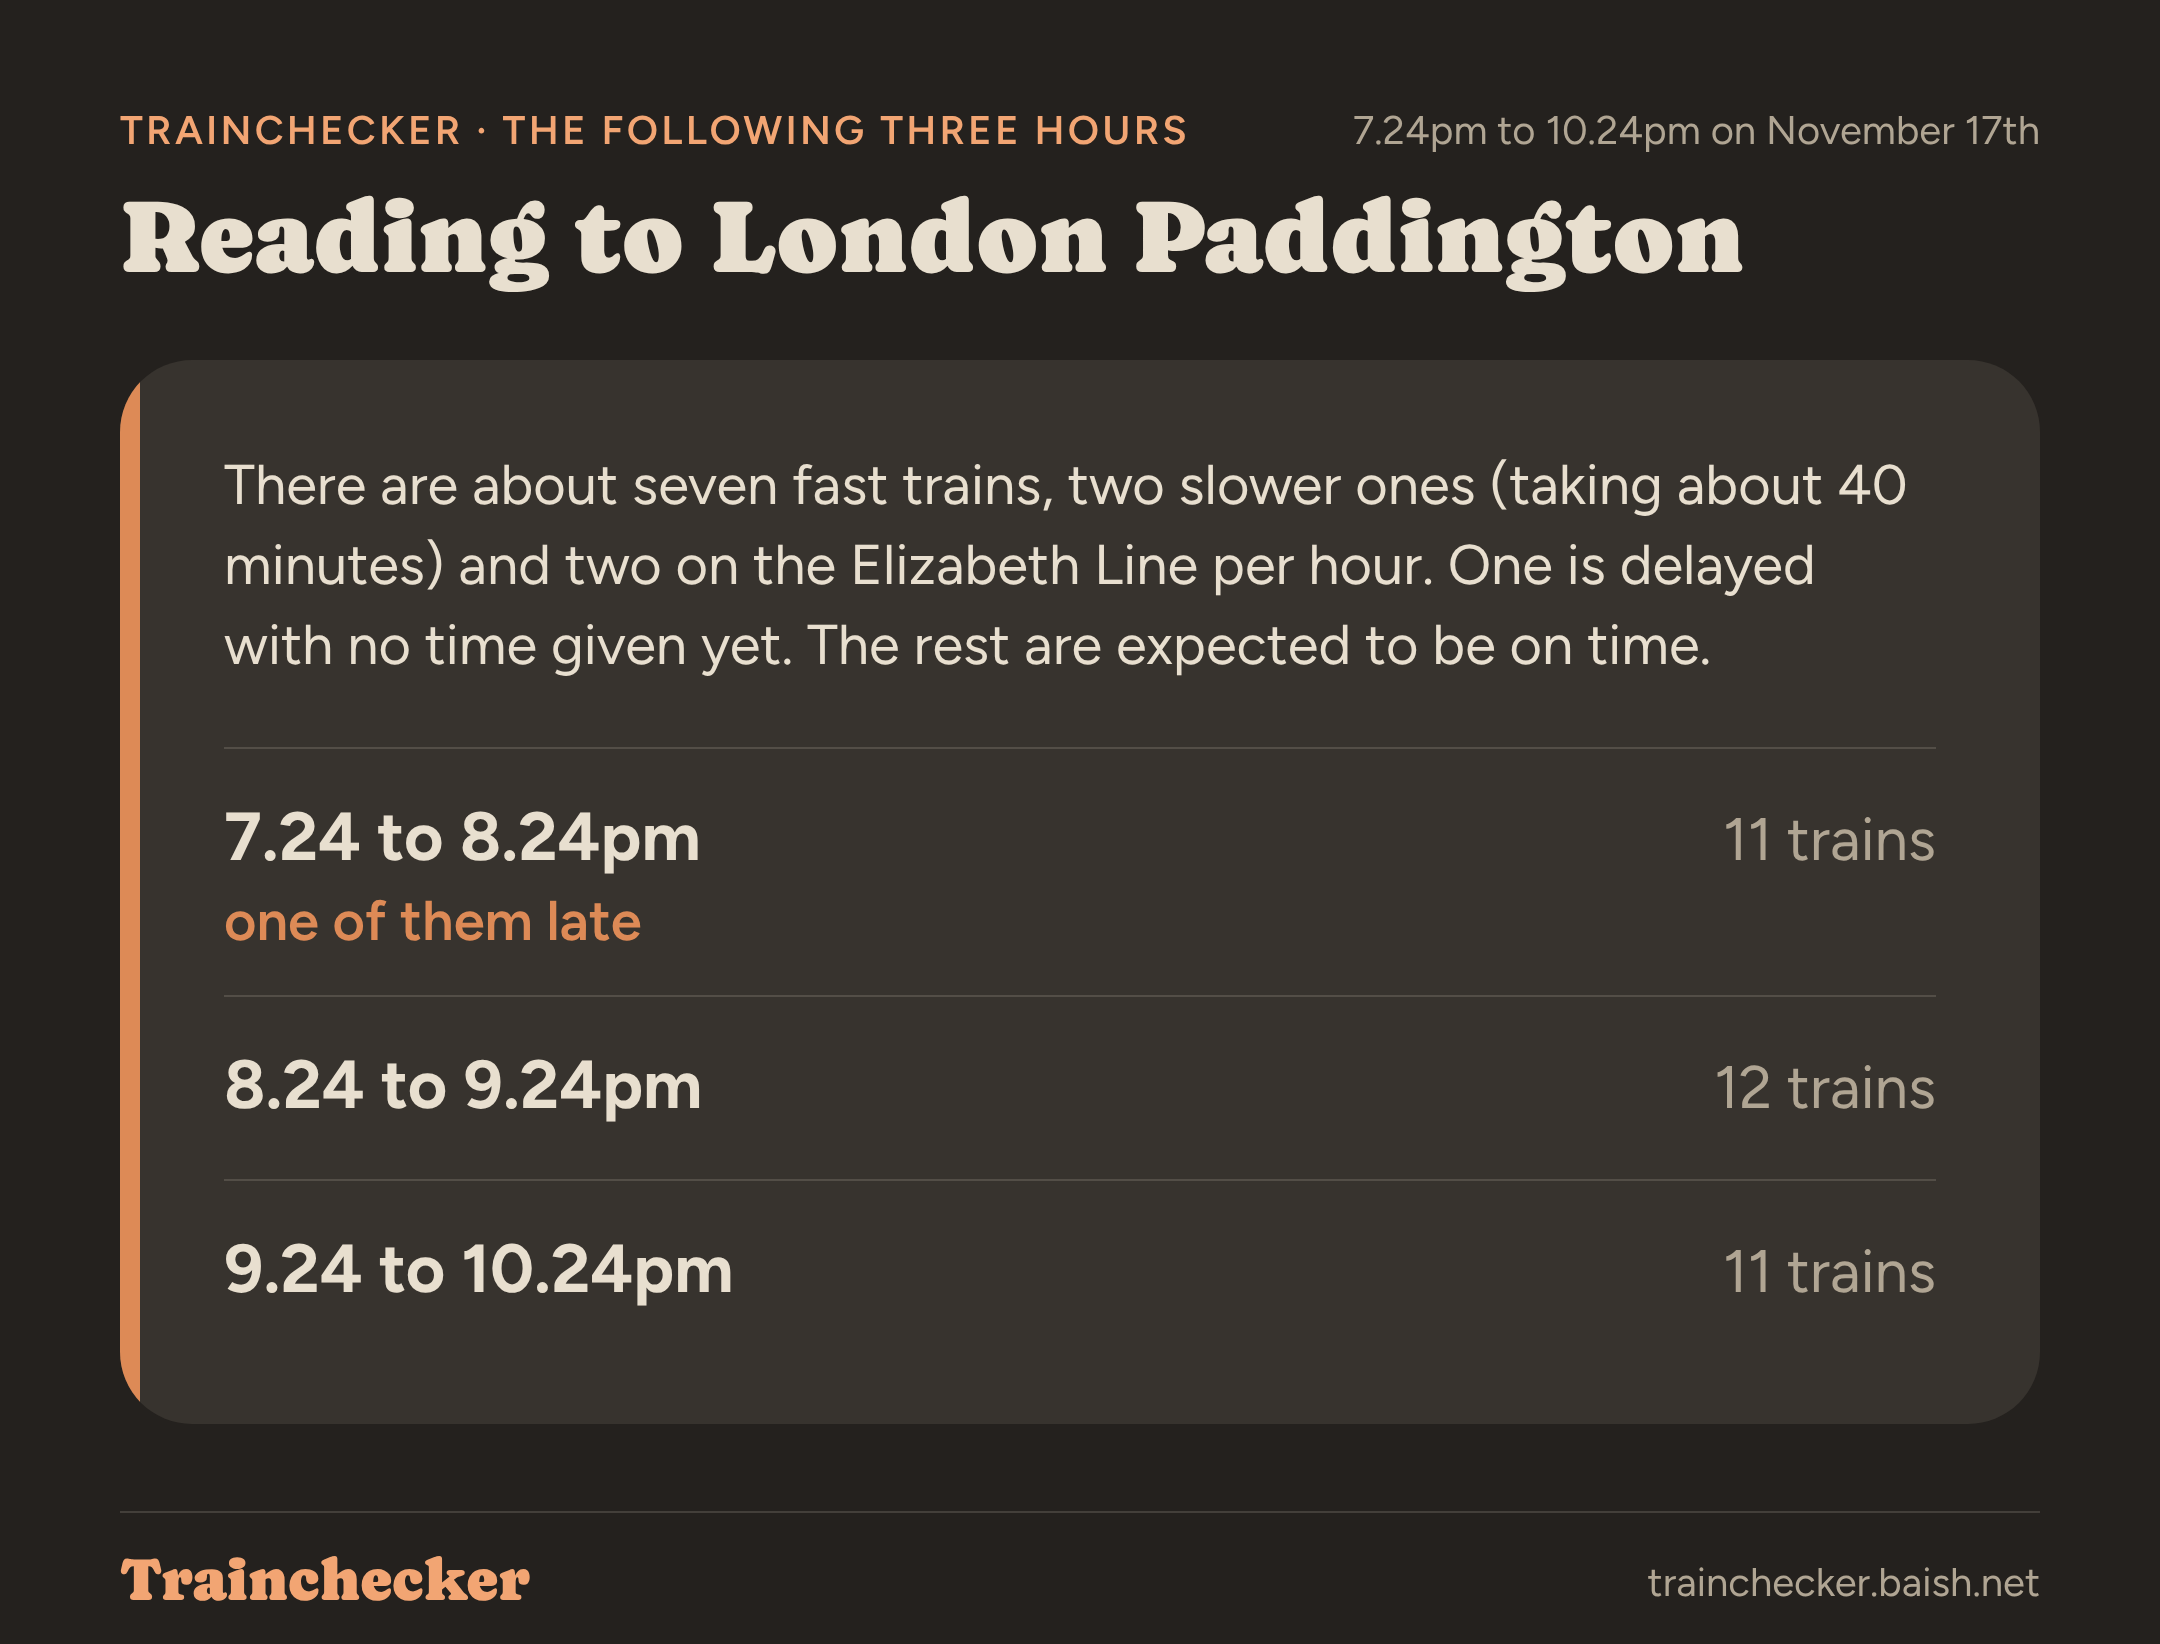 TRAINCHECKER · THE FOLLOWING THREE HOURS
7.24pm to 10.24pm on November 17th
Reading to London Paddington
There are about seven fast trains, two slower ones (taking about 40
minutes) and two on the Elizabeth Line per hour. One is delayed
with no time given yet. The rest are expected to be on time.
7.24 to 8.24pm
11 trains
one of them late
8.24 to 9.24pm
12 trains
9.24 to 10.24pm
11 trains
Trainchecker
trainchecker.baish.net